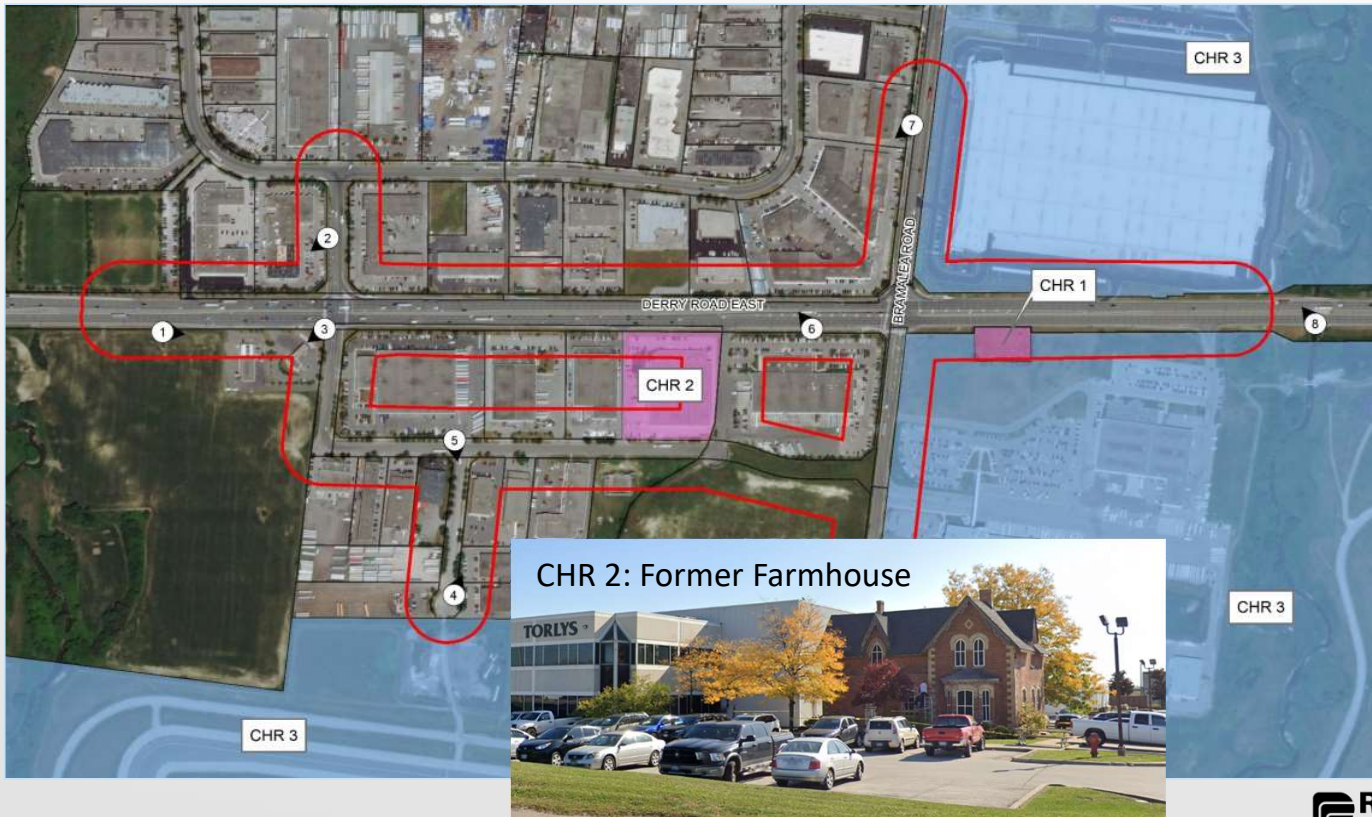 CHR 3
7
2
CHR 1
DERRY ROAD EAST
BRAMALEA ROAD
1
3
6
8
CHR 2
5
4
CHR 3
CHR 3
CHR 2: Former Farmhouse
TORLYS
R